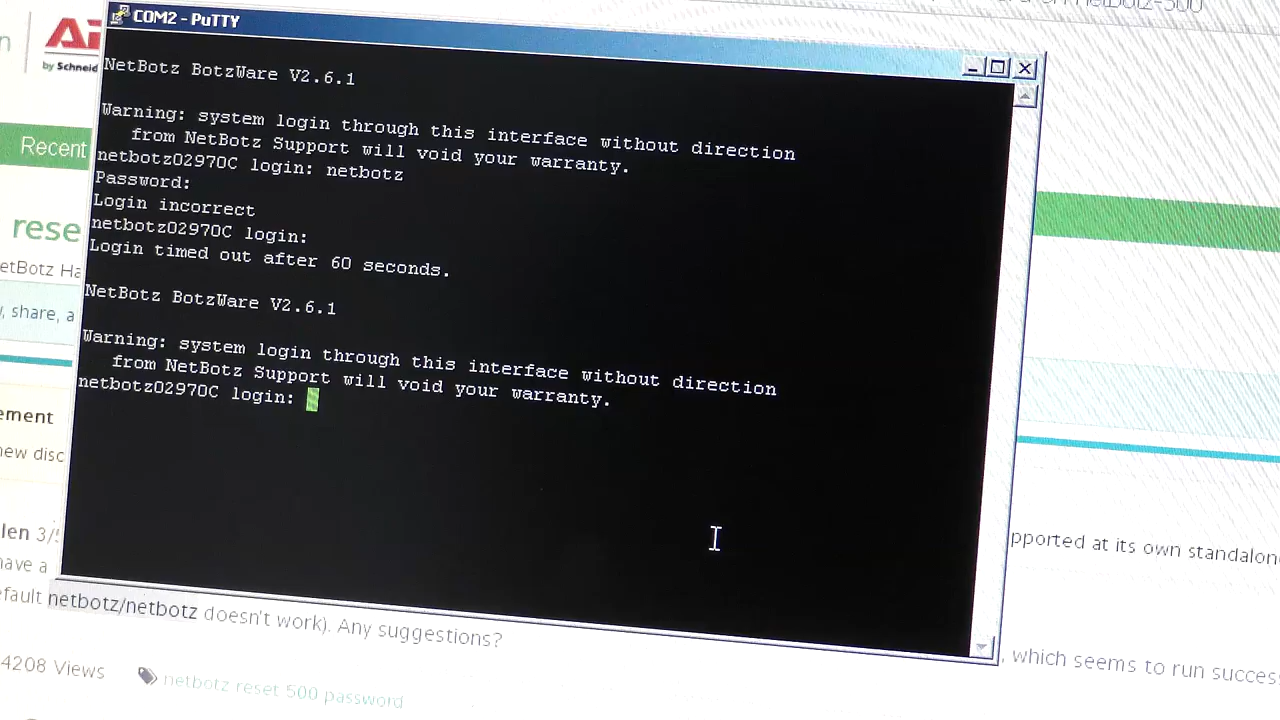 COM2 - PuTTY
by Schneid
NetBotz BotzWare V2.6.1
Warning: system login through this interface without direction
from NetBotz Support will void your warranty.
netbotz02970C login: netbotz
Password:
Login incorrect
netbotz02970C login:
Login timed out after 60 seconds.
NetBotz BotzWare V2.6.1
Warning: system login through this interface without direction
from NetBotz Support will void your warranty.
netbotz02970C login:
Recent
rese
etBotz Ha
, share, a
ement
new disc
len 3/
have a
pported at its own standalon
efault netbotz/netbotz doesn't work). Any suggestions?
, which seems to run success
4208 Views
netbotz reset 500 password